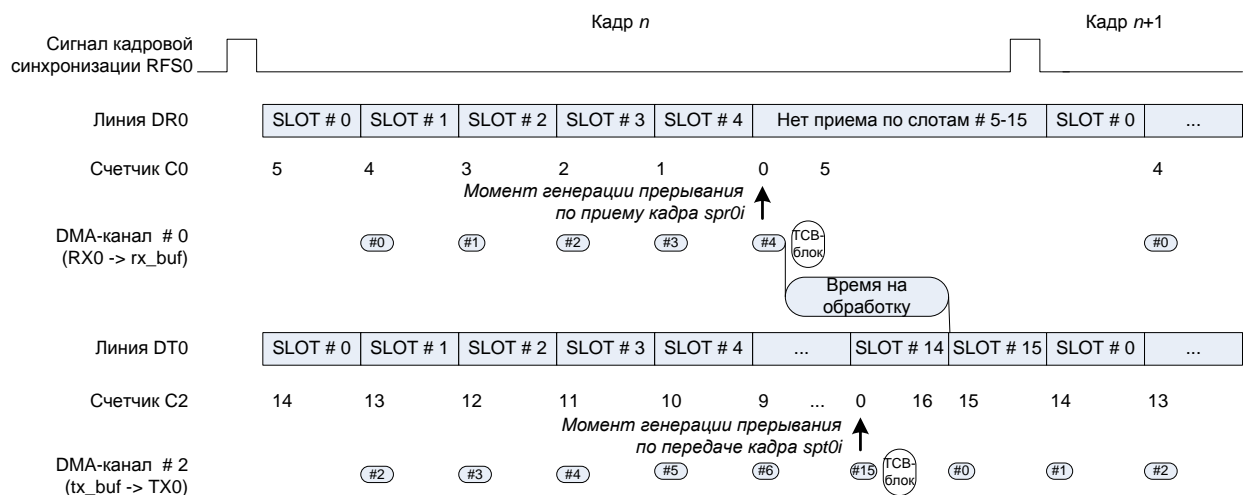 Кадр n
Кадр n+1
Сигнал кадровой
синхронизации RFS0
Линия DR0
SLOT # 0 SLOT # 1 SLOT # 2 SLOT # 3 SLOT # 4 Нет приема по слотам # 5-15 SLOT # 0 ...
Счетчик C0
5 4 3 2 1 0 5 4
Момент генерации прерывания
по приему кадра spr0i
DMA-канал # 0
(RX0 -> rx_buf)
#0 #1 #2 #3 #4
TCB-
блок
#0
Время на
обработку
Линия DT0
SLOT # 0 SLOT # 1 SLOT # 2 SLOT # 3 SLOT # 4 ... SLOT # 14 SLOT # 15 SLOT # 0 ...
Счетчик C2
14 13 12 11 10 9 ... 0 16 15 14 13
Момент генерации прерывания
по передаче кадра spt0i
DMA-канал # 2
(tx_buf -> TX0)
#2 #3 #4 #5 #6 #15
TCB-
блок
#0 #1 #2